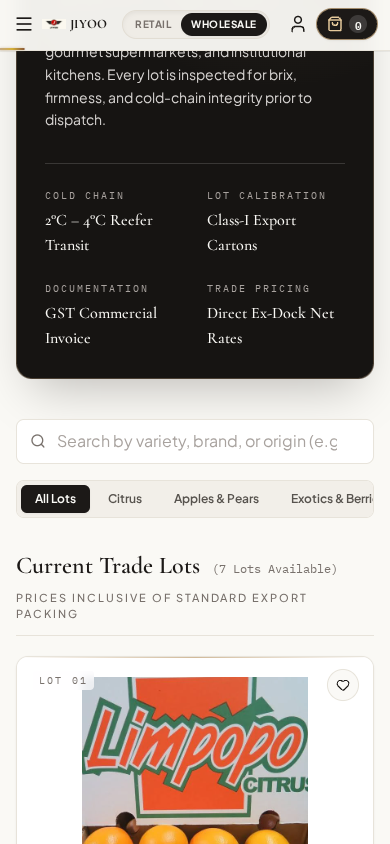 JIYOO
RETAIL
WHOLESALE
0
gourmet supermarkets, and institutional
kitchens. Every lot is inspected for brix,
firmness, and cold-chain integrity prior to
dispatch.
COLD CHAIN
2°C – 4°C Reefer
Transit
LOT CALIBRATION
Class-I Export
Cartons
DOCUMENTATION
GST Commercial
Invoice
TRADE PRICING
Direct Ex-Dock Net
Rates
Search by variety, brand, or origin (e.g
All Lots
Citrus
Apples & Pears
Exotics & Berri
Current Trade Lots
(7 Lots Available)
PRICES INCLUSIVE OF STANDARD EXPORT
PACKING
LOT 01
Limpopo
CITRUS